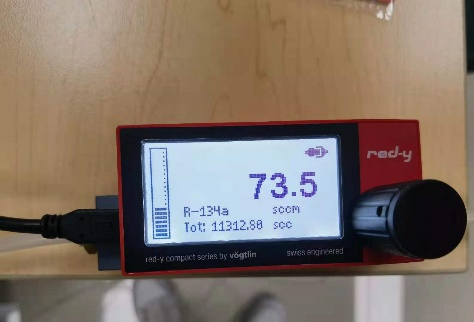 73.5
R-134a sccm
Tot: 11312.80 scc
red-y
red-y compact series by vögtlin swiss engineered